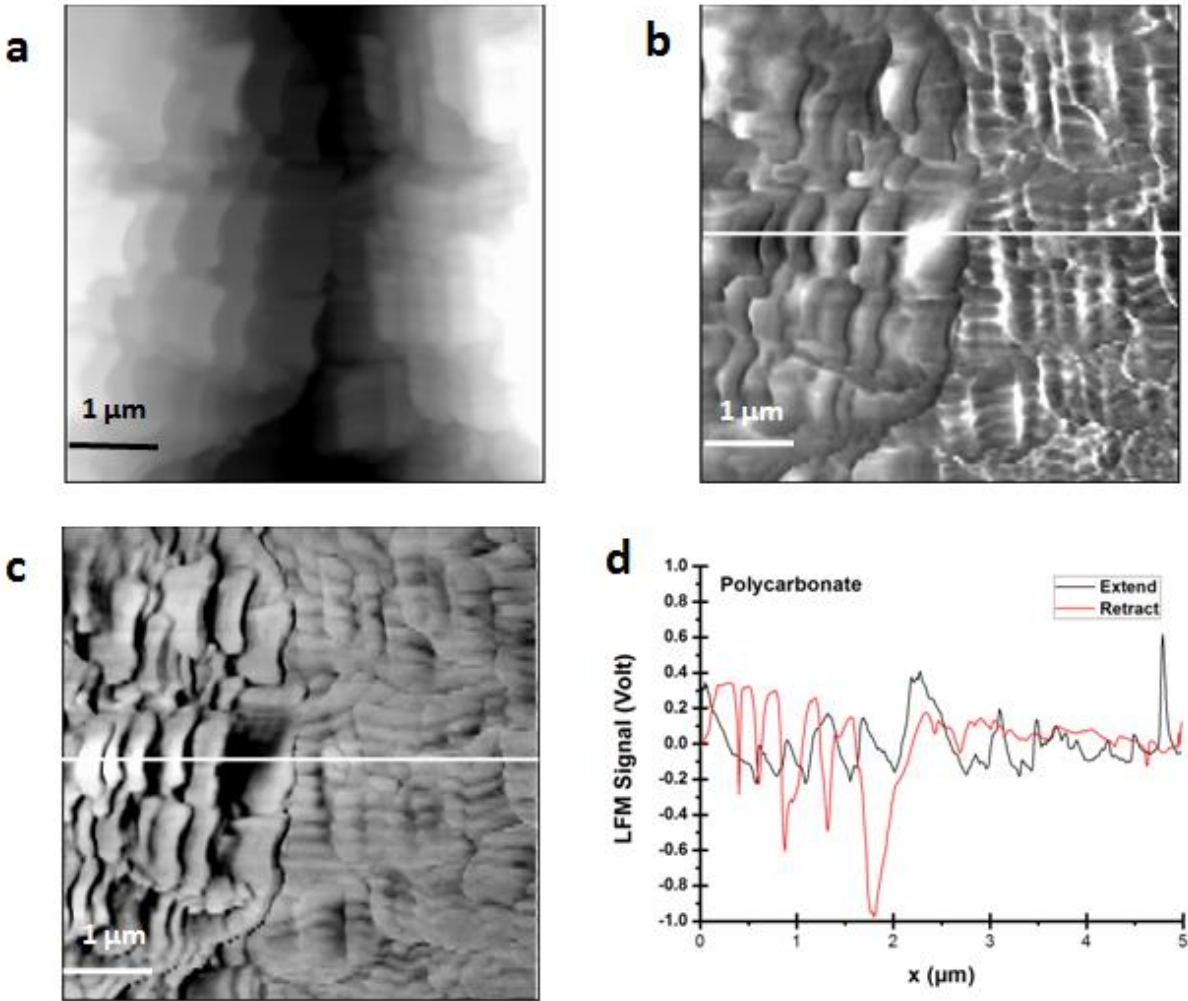 a
b
1 μm
1 μm
c
d
1 μm
Polycarbonate
Extend
Retract
LFM Signal (Volt)
1.0
0.8
0.6
0.4
0.2
0.0
-0.2
-0.4
-0.6
-0.8
-1.0
0 1 2 3 4 5
x (μm)